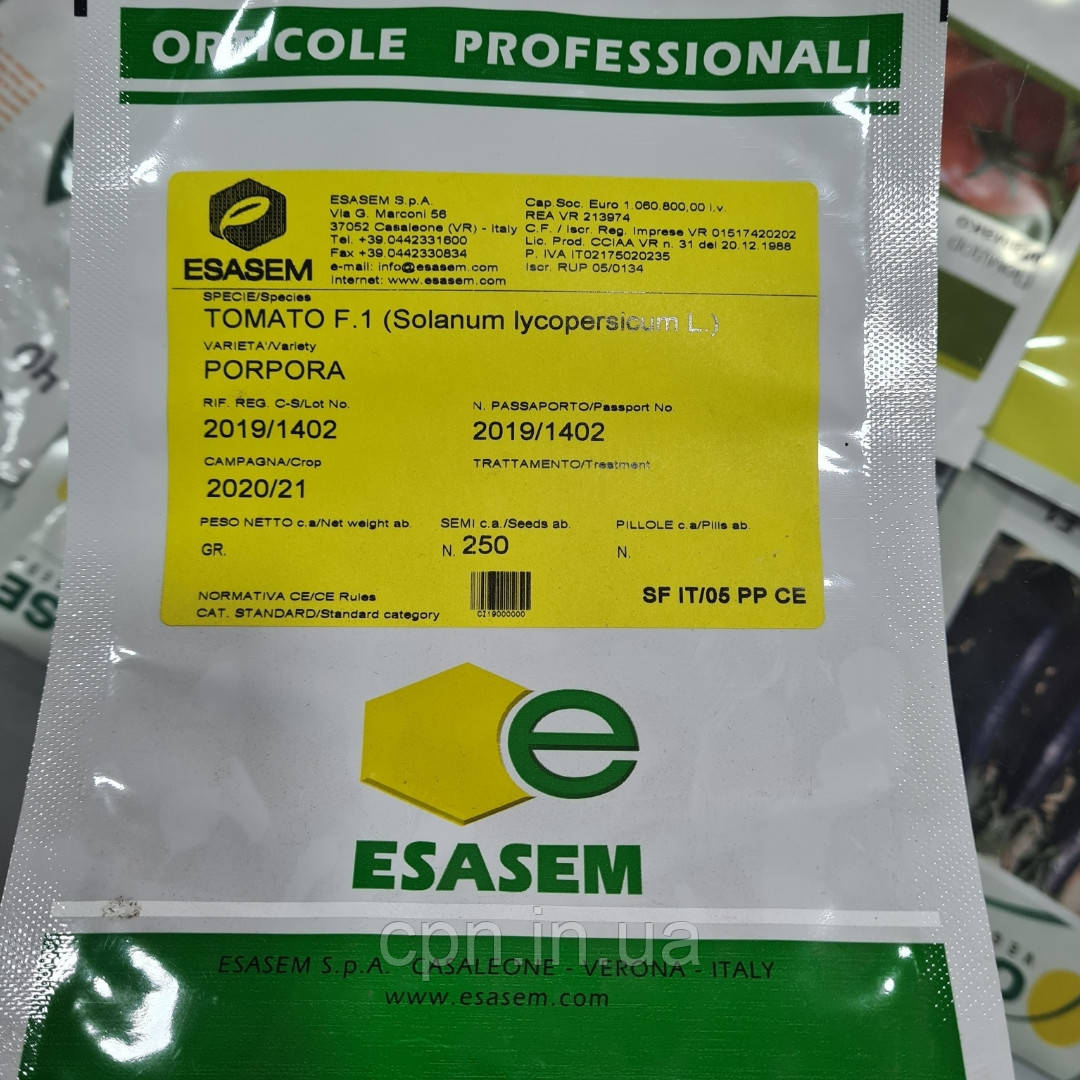 ORTICOLE PROFESSIONALI
ESASEM
ESASEM S.p.A.
Via G. Marconi 56
37052 Casaleone (VR) - Italy
Tel. +39.0442331600
Fax +39.0442330834
e-mail: info@esasem.com
Internet: www.esasem.com
Cap.Soc. Euro 1.060.800,00 i.v.
REA VR 213974
C.F. / Iscr. Reg. Imprese VR 01517420202
Lic. Prod. CCIAA VR n. 31 del 20.12.1988
P. IVA IT02175020235
Iscr. RUP 05/0134
SPECIE/Species
TOMATO F.1 (Solanum lycopersicum L.)
VARIETA'/Variety
PORPORA
RIF. REG. C-S/Lot No.
2019/1402
N. PASSAPORTO/Passport No.
2019/1402
CAMPAGNA/Crop
2020/21
TRATTAMENTO/Treatment
PESO NETTO c.a/Net weight ab.
GR.
SEMI c.a./Seeds ab.
N. 250
PILLOLE c.a/Pills ab.
N.
NORMATIVA CE/CE Rules
CAT. STANDARD/Standard category
CI19000000
SF IT/05 PP CE
e
ESASEM
cpn.in.ua
ESASEM S.p.A. CASALEONE - VERONA - ITALY
www.esasem.com